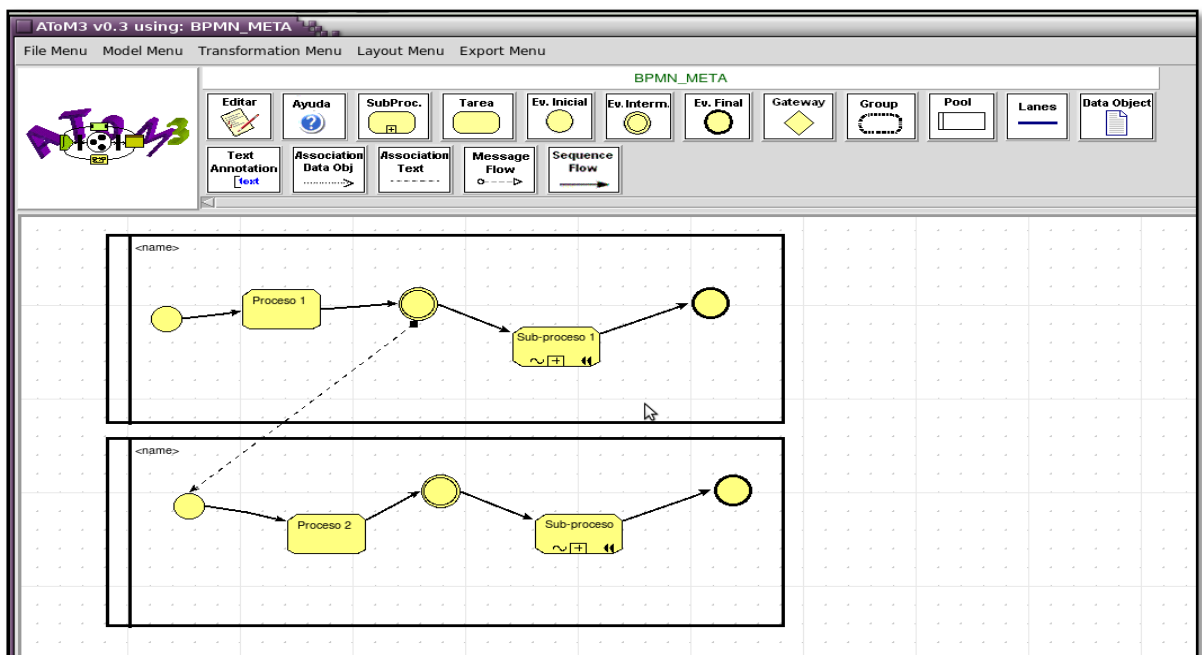 AToM3 v0.3 using: BPMN_META
File Menu Model Menu Transformation Menu Layout Menu Export Menu
BPMN_META
AToM3
Editar
Ayuda
SubProc.
Tarea
Ev. Inicial
Ev.Interm.
Ev. Final
Gateway
Group
Pool
Lanes
Data Object
Text
Annotation
[text
Association
Data Obj
Association
Text
Message
Flow
Sequence
Flow
<name>
Proceso 1
Sub-proceso 1
<name>
Proceso 2
Sub-proceso